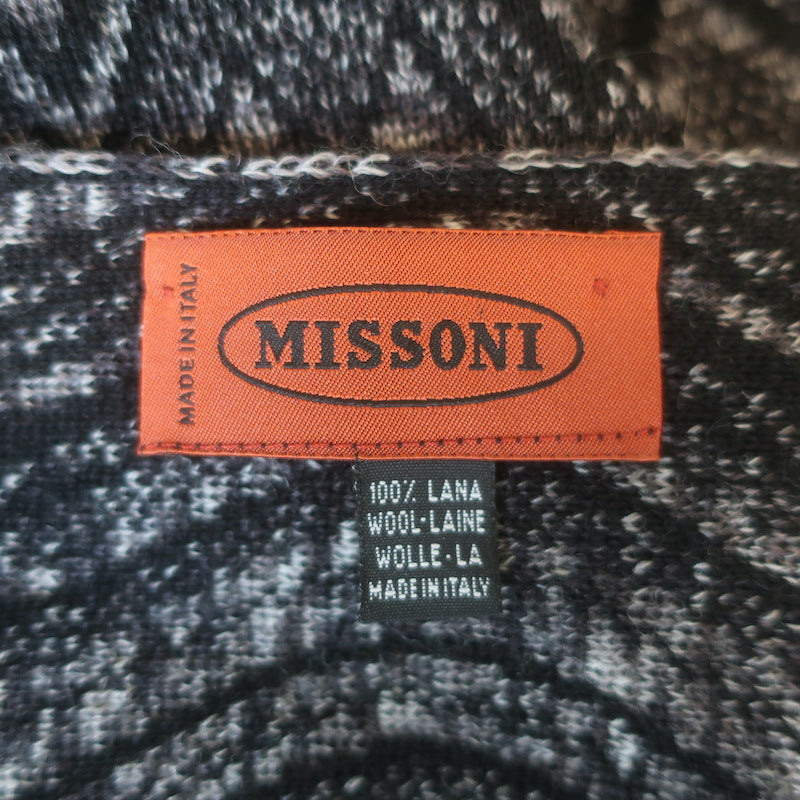 MADE IN ITALY
MISSONI
100% LANA
WOOL-LAINE
WOLLE-LA
MADE IN ITALY